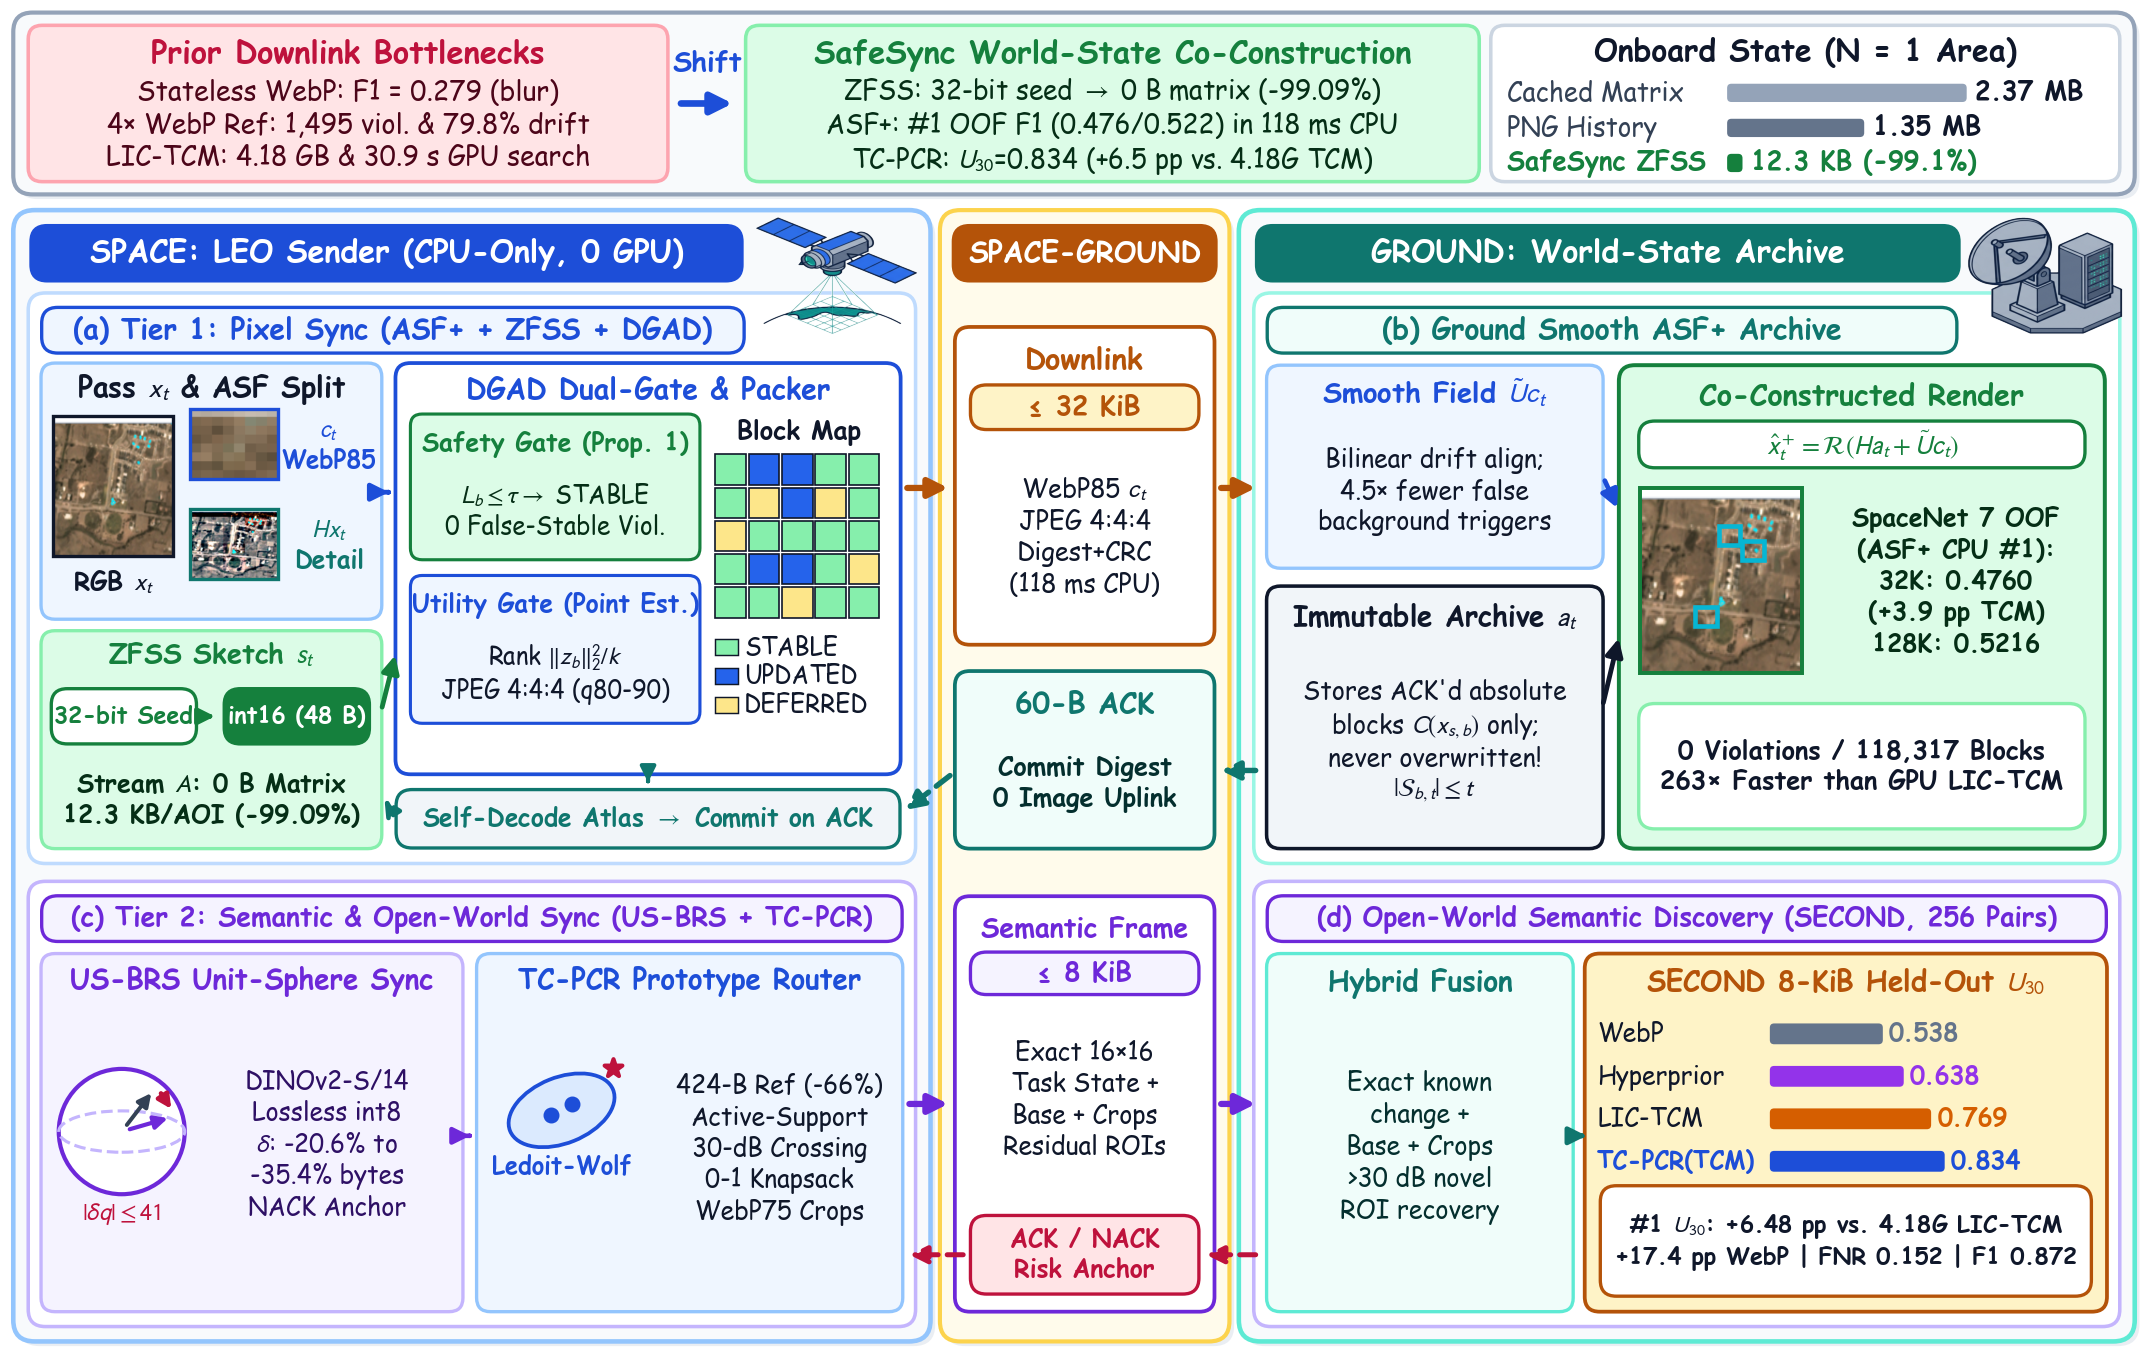 Prior Downlink Bottlenecks
Stateless WebP: F1 = 0.279 (blur)
4× WebP Ref: 1,495 viol. & 79.8% drift
LIC-TCM: 4.18 GB & 30.9 s GPU search
Shift
SafeSync World-State Co-Construction
ZFSS: 32-bit seed → 0 B matrix (-99.09%)
ASF+: #1 OOF F1 (0.476/0.522) in 118 ms CPU
TC-PCR: U₃₀=0.834 (+6.5 pp vs. 4.18G TCM)
Onboard State (N = 1 Area)
Cached Matrix 2.37 MB
PNG History 1.35 MB
SafeSync ZFSS 12.3 KB (-99.1%)
SPACE: LEO Sender (CPU-Only, 0 GPU)
(a) Tier 1: Pixel Sync (ASF+ + ZFSS + DGAD)
Pass xₜ & ASF Split
cₜ
WebP85
Hxₜ
Detail
RGB xₜ
ZFSS Sketch sₜ
32-bit Seed
int16 (48 B)
Stream A: 0 B Matrix
12.3 KB/AOI (-99.09%)
DGAD Dual-Gate & Packer
Safety Gate (Prop. 1)
L_b ≤ τ → STABLE
0 False-Stable Viol.
Utility Gate (Point Est.)
Rank ||z_b||₂²/k
JPEG 4:4:4 (q80-90)
Block Map
STABLE
UPDATED
DEFERRED
Self-Decode Atlas → Commit on ACK
SPACE-GROUND
Downlink
≤ 32 KiB
WebP85 cₜ
JPEG 4:4:4
Digest+CRC
(118 ms CPU)
60-B ACK
Commit Digest
0 Image Uplink
GROUND: World-State Archive
(b) Ground Smooth ASF+ Archive
Smooth Field Ũcₜ
Bilinear drift align;
4.5× fewer false
background triggers
Immutable Archive aₜ
Stores ACK'd absolute
blocks C(x_{s,b}) only;
never overwritten!
|S_{b,t}| ≤ t
Co-Constructed Render
x̂ₜ⁺ = R(Haₜ + Ũcₜ)
SpaceNet 7 OOF
(ASF+ CPU #1):
32K: 0.4760
(+3.9 pp TCM)
128K: 0.5216
0 Violations / 118,317 Blocks
263× Faster than GPU LIC-TCM
(c) Tier 2: Semantic & Open-World Sync (US-BRS + TC-PCR)
US-BRS Unit-Sphere Sync
|δq| ≤ 41
DINOv2-S/14
Lossless int8
δ: -20.6% to
-35.4% bytes
NACK Anchor
TC-PCR Prototype Router
Ledoit-Wolf
424-B Ref (-66%)
Active-Support
30-dB Crossing
0-1 Knapsack
WebP75 Crops
Semantic Frame
≤ 8 KiB
Exact 16×16
Task State +
Base + Crops
Residual ROIs
ACK / NACK
Risk Anchor
(d) Open-World Semantic Discovery (SECOND, 256 Pairs)
Hybrid Fusion
Exact known
change +
Base + Crops
>30 dB novel
ROI recovery
SECOND 8-KiB Held-Out U₃₀
WebP 0.538
Hyperprior 0.638
LIC-TCM 0.769
TC-PCR(TCM) 0.834
#1 U₃₀: +6.48 pp vs. 4.18G LIC-TCM
+17.4 pp WebP | FNR 0.152 | F1 0.872